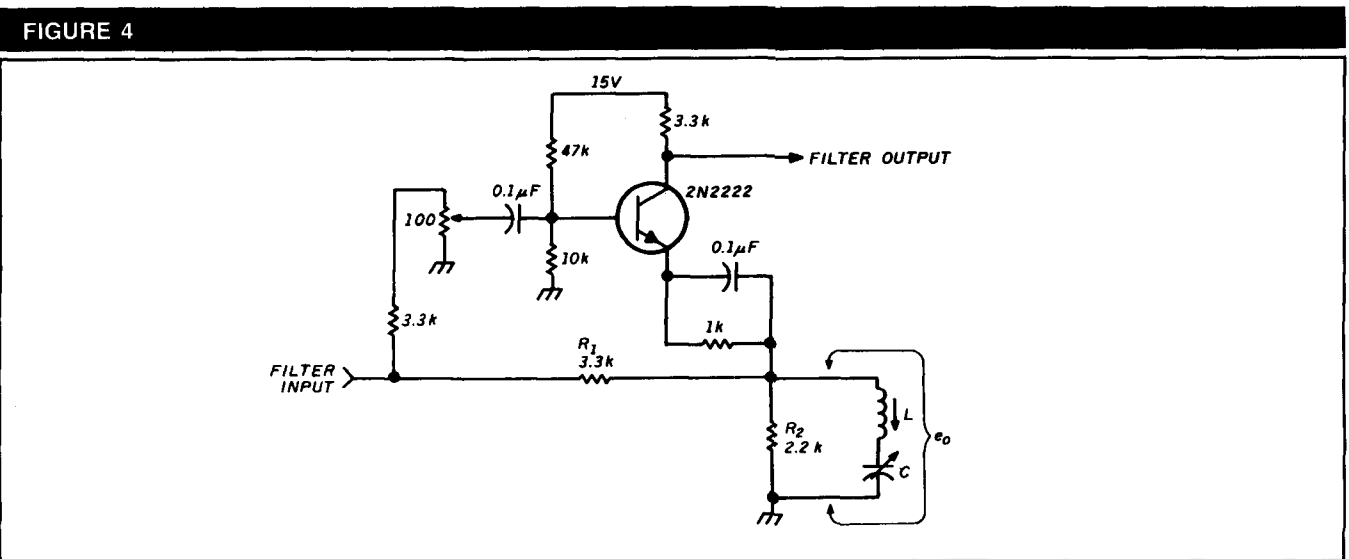 FIGURE 4
15V
3.3k
47k
FILTER OUTPUT
0.1µF
2N2222
100
0.1µF
10k
3.3k
1k
R1
3.3k
FILTER
INPUT
R2
2.2k
L
C
eo